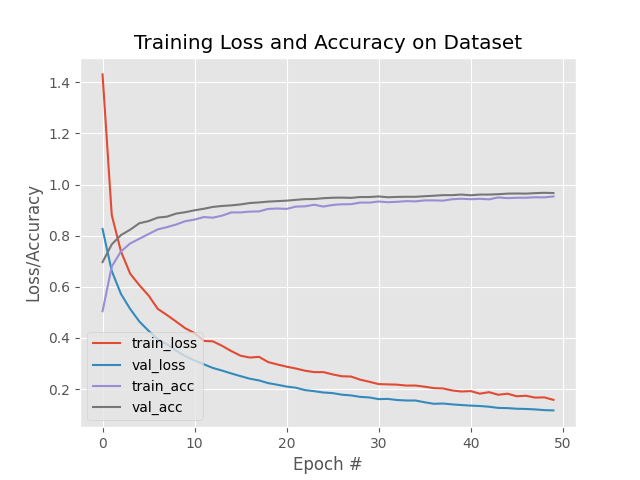 Training Loss and Accuracy on Dataset
Loss/Accuracy
1.4
1.2
1.0
0.8
0.6
0.4
0.2
train_loss
val_loss
train_acc
val_acc
0 10 20 30 40 50
Epoch #